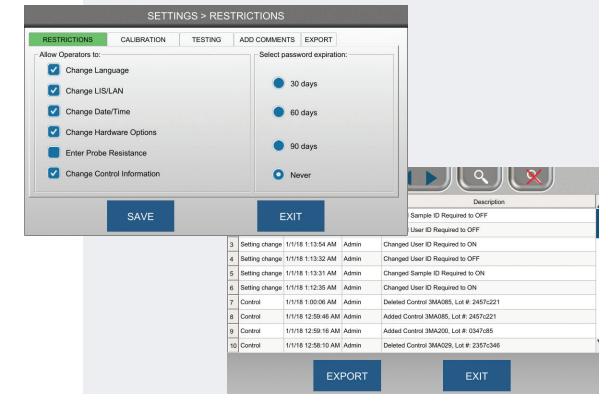 SETTINGS > RESTRICTIONS
RESTRICTIONS CALIBRATION TESTING ADD COMMENTS EXPORT
Allow Operators to:
Change Language
Change LIS/LAN
Change Date/Time
Change Hardware Options
Enter Probe Resistance
Change Control Information
Select password expiration:
30 days
60 days
90 days
Never
SAVE EXIT
Description
Sample ID Required to OFF
User ID Required to OFF
3 Setting change 1/1/18 1:13:54 AM Admin Changed User ID Required to ON
4 Setting change 1/1/18 1:13:32 AM Admin Changed User ID Required to OFF
5 Setting change 1/1/18 1:13:31 AM Admin Changed Sample ID Required to ON
6 Setting change 1/1/18 1:12:35 AM Admin Changed User ID Required to ON
7 Control 1/1/18 1:00:06 AM Admin Deleted Control 3MA085, Lot #: 2457c221
8 Control 1/1/18 12:59:46 AM Admin Added Control 3MA085, Lot #: 2457c221
9 Control 1/1/18 12:59:16 AM Admin Added Control 3MA200, Lot #: 0347c85
10 Control 1/1/18 12:58:10 AM Admin Deleted Control 3MA029, Lot #: 2357c346
EXPORT EXIT